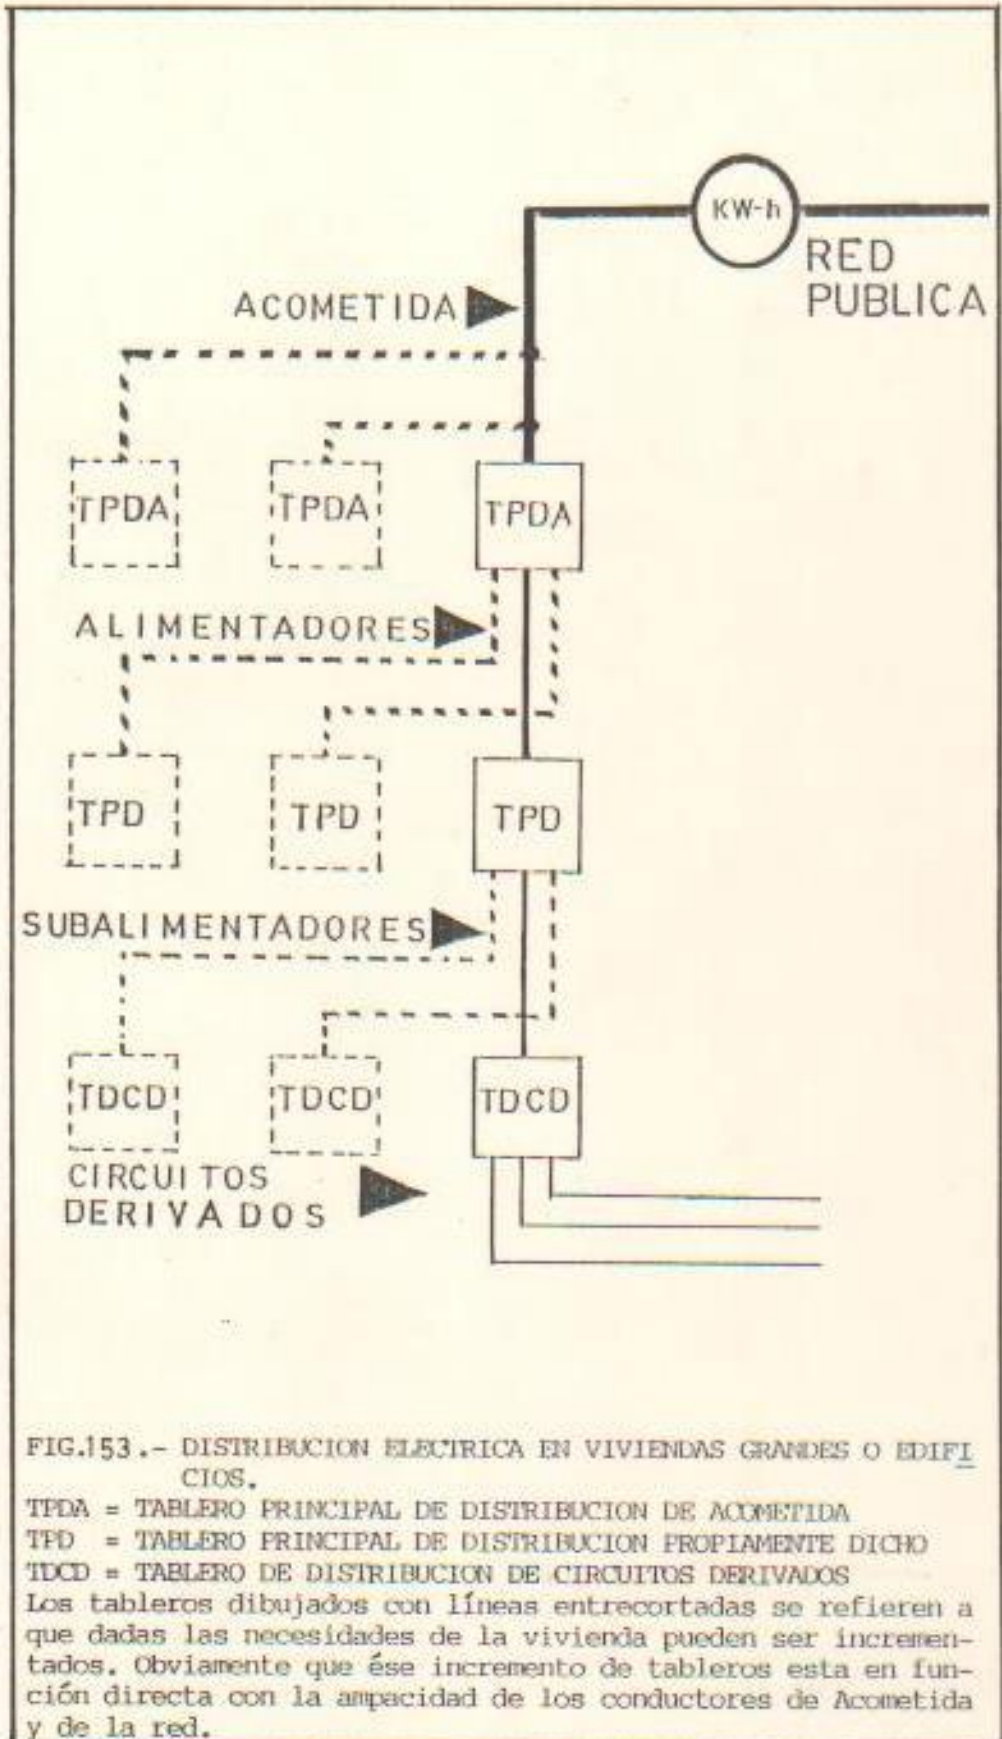 KW-h
RED
PUBLICA
ACOMETIDA
TPDA TPDA TPDA
ALIMENTADORES
TPD TPD TPD
SUBALIMENTADORES
TDCD TDCD TDCD
CIRCUITOS
DERIVADOS
FIG.153.- DISTRIBUCION ELECTRICA EN VIVIENDAS GRANDES O EDIFI
CIOS.
TPDA = TABLERO PRINCIPAL DE DISTRIBUCION DE ACOMETIDA
TPD = TABLERO PRINCIPAL DE DISTRIBUCION PROPIAMENTE DICHO
TDCD = TABLERO DE DISTRIBUCION DE CIRCUITOS DERIVADOS
Los tableros dibujados con líneas entrecortadas se refieren a
que dadas las necesidades de la vivienda pueden ser incremen-
tados. Obviamente que ése incremento de tableros esta en fun-
ción directa con la ampacidad de los conductores de Acometida
y de la red.